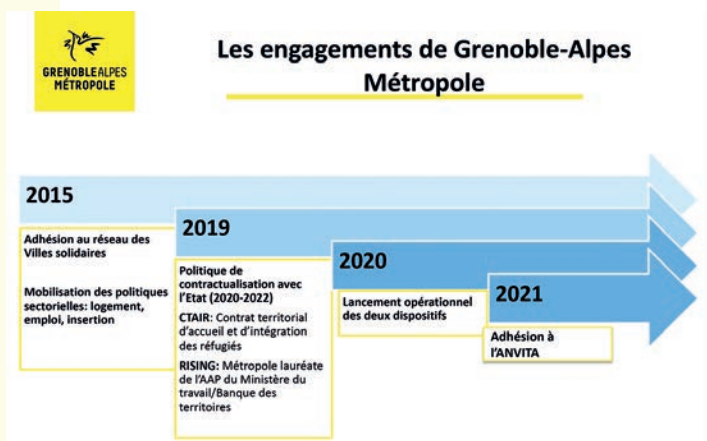 GRENOBLEALPES
MÉTROPOLE
Les engagements de Grenoble-Alpes
Métropole
2015
Adhésion au réseau des
Villes solidaires
Mobilisation des politiques
sectorielles: logement,
emploi, insertion
2019
Politique de
contractualisation avec
l'Etat (2020-2022)
CTAIR: Contrat territorial
d'accueil et d'intégration
des réfugiés
RISING: Métropole lauréate
de l'AAP du Ministère du
travail/Banque des
territoires
2020
Lancement opérationnel
des deux dispositifs
2021
Adhésion à
l'ANVITA